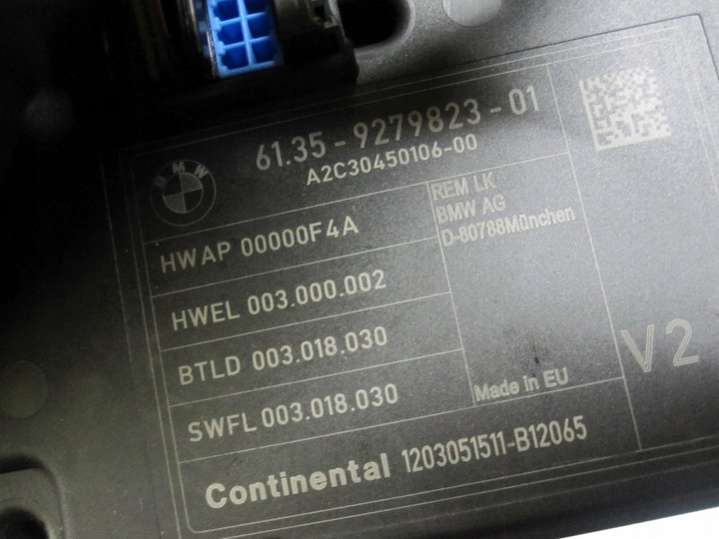 BMW
61.35 - 9279823 - 01
A2C30450106-00
HWAP 00000F4A
REM LK
BMW AG
D-80788München
HWEL 003.000.002
BTLD 003.018.030
SWFL 003.018.030
Made in EU
V2
Continental 1203051511-B12065